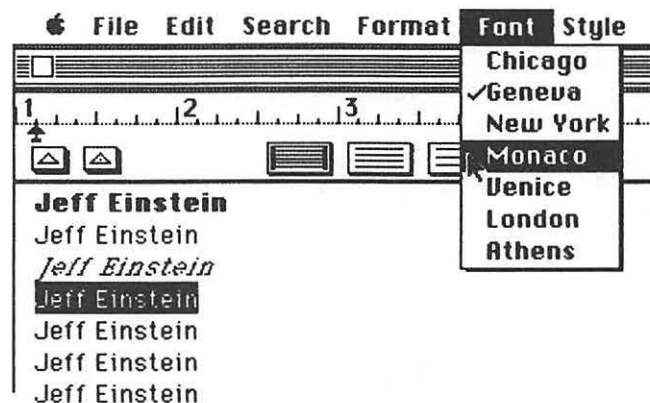 File Edit Search Format Font Style
Chicago
✓Geneva
New York
Monaco
Venice
London
Athens
1 2 3
Jeff Einstein
Jeff Einstein
Jeff Einstein
Jeff Einstein
Jeff Einstein
Jeff Einstein
Jeff Einstein